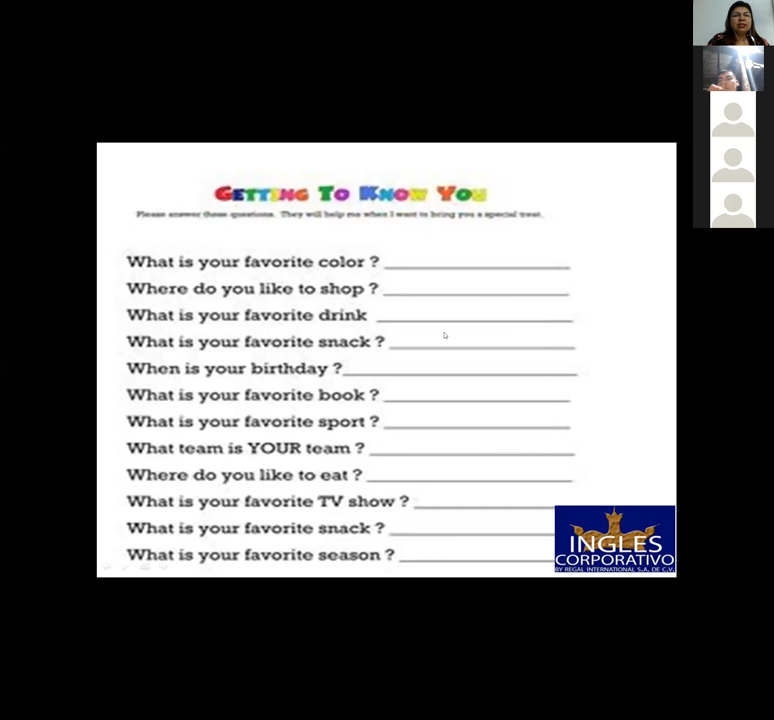 GETTING TO KNOW YOU
Please answer these questions. They will help me when I want to bring you a special treat.
What is your favorite color ?
Where do you like to shop ?
What is your favorite drink
What is your favorite snack ?
When is your birthday ?
What is your favorite book ?
What is your favorite sport ?
What team is YOUR team ?
Where do you like to eat ?
What is your favorite TV show ?
What is your favorite snack ?
What is your favorite season ?
INGLES
CORPORATIVO
BY REGAL INTERNATIONAL S.A. DE C.V.